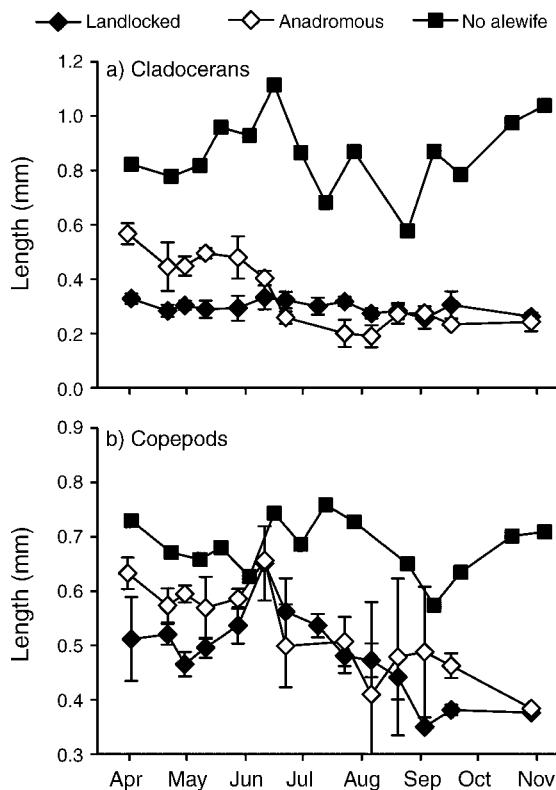 Landlocked Anadromous No alewife
a) Cladocerans
1.2
1.0
0.8
0.6
0.4
0.2
0.0
Length (mm)
b) Copepods
0.9
0.8
0.7
0.6
0.5
0.4
0.3
Length (mm)
Apr May Jun Jul Aug Sep Oct Nov